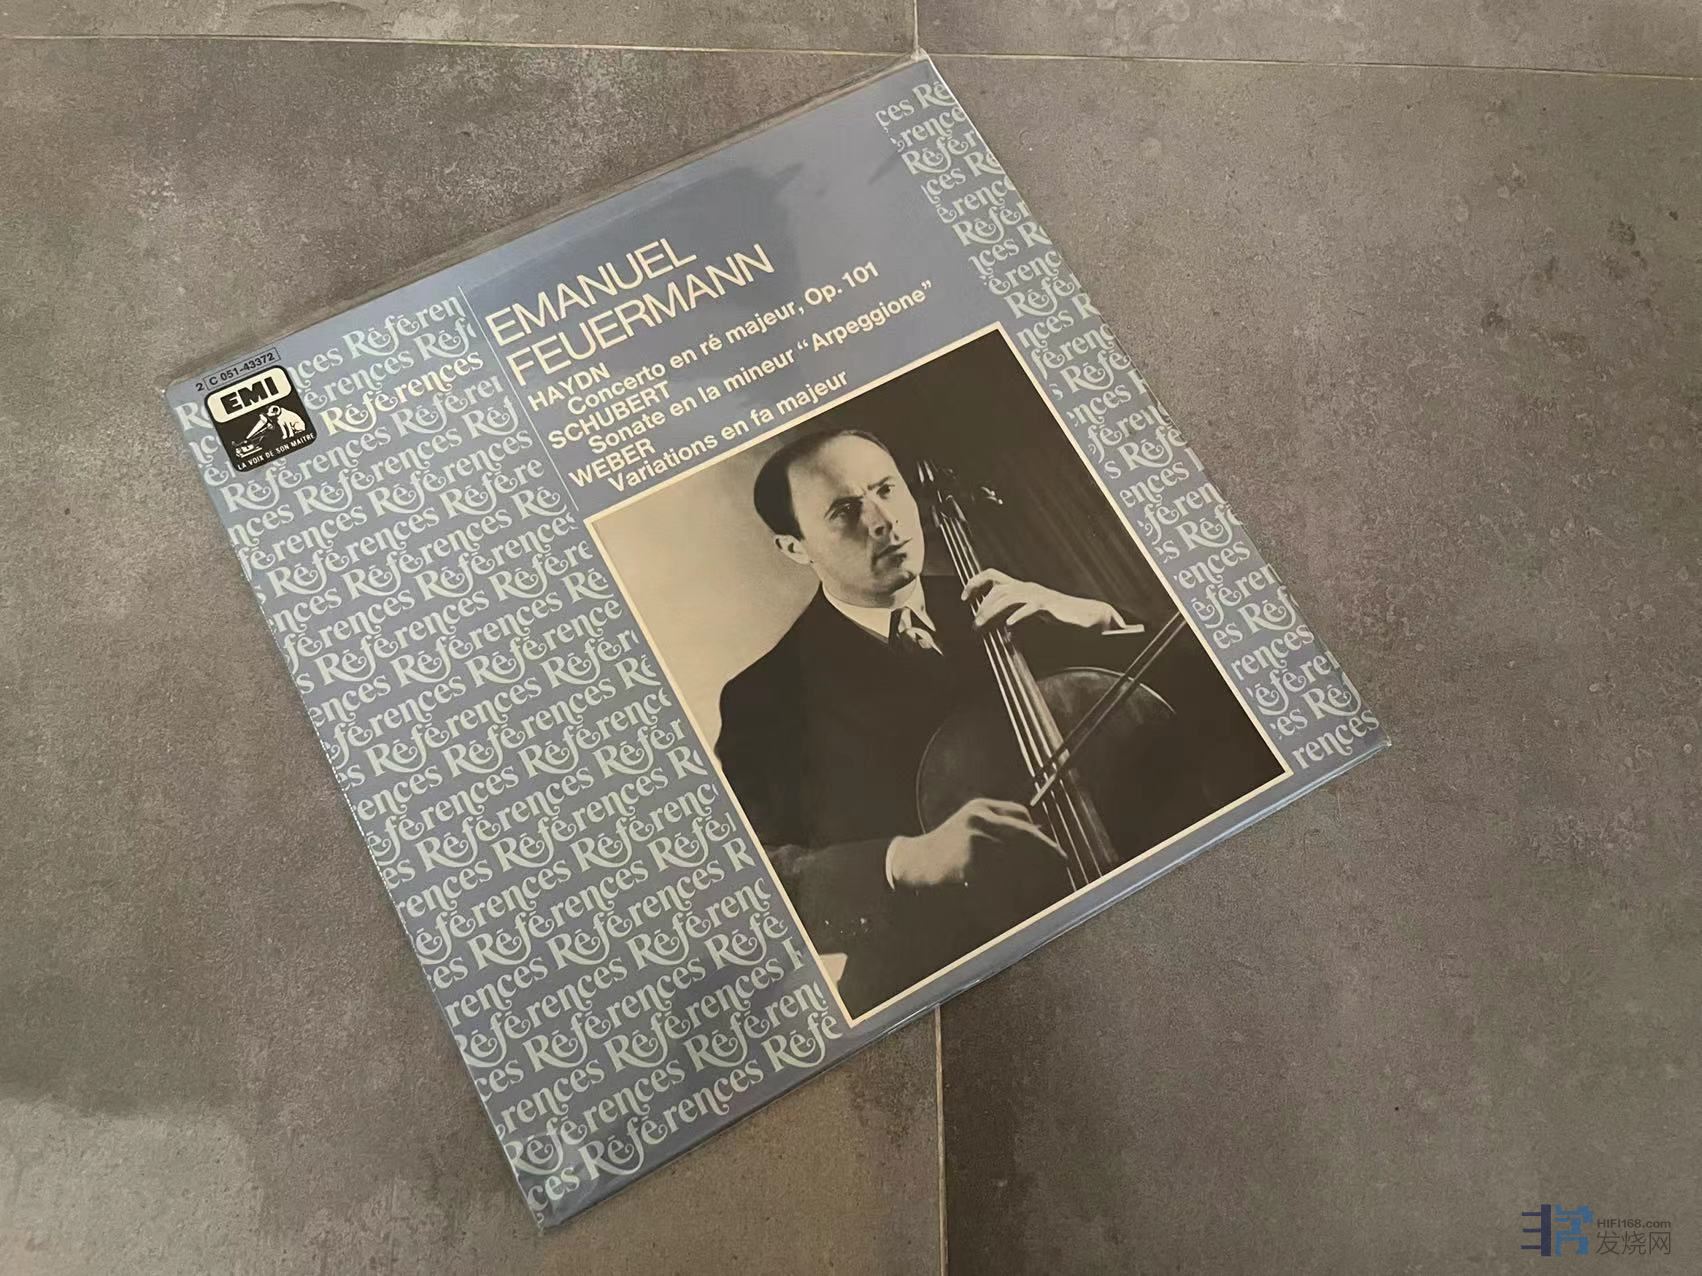 2 C 051-43372
EMI
LA VOIX DE SON MAITRE
Références
EMANUEL
FEUERMANN
HAYDN
Concerto en ré majeur, Op. 101
SCHUBERT
Sonate en la mineur “Arpeggione”
WEBER
Variations en fa majeur
HIFI168.com
发烧网